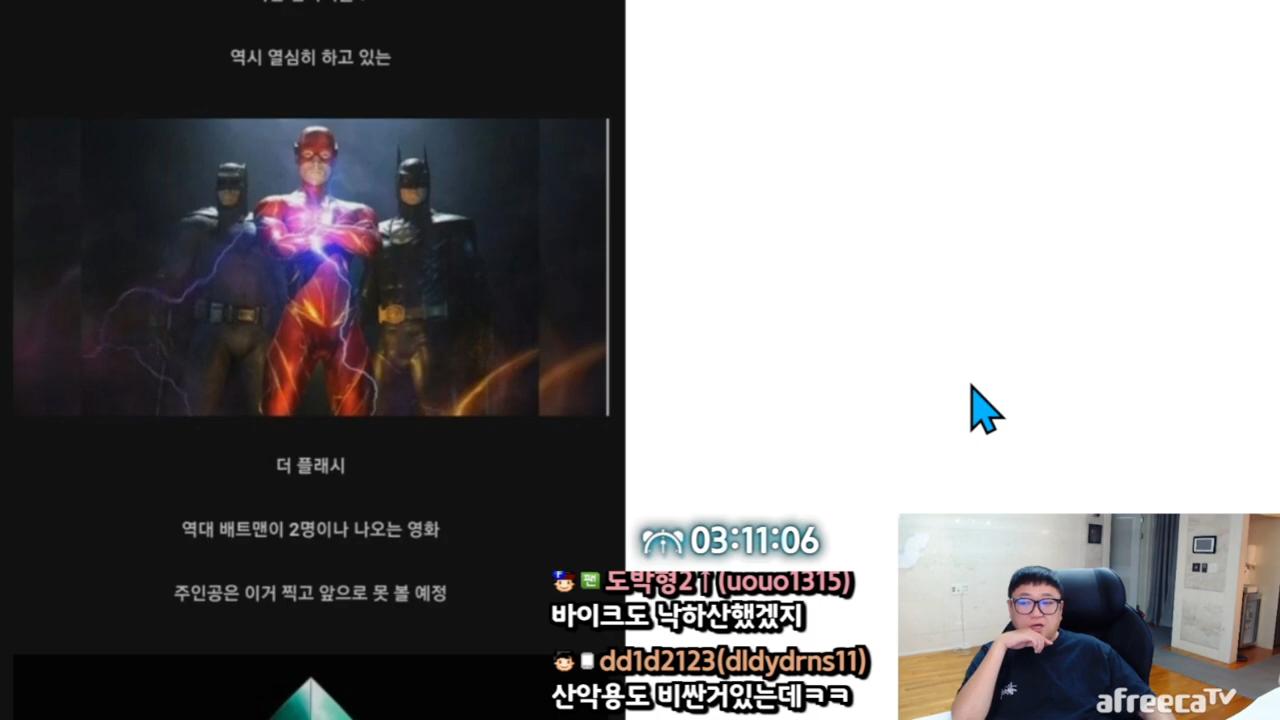 역시 열심히 하고 있는
더 플래시
역대 배트맨이 2명이나 나오는 영화
주인공은 이거 찍고 앞으로 못 볼 예정
03:11:06
팬 도박형2↑(uouo1315)
바이크도 낙하산했겠지
dd1d2123(dldydrns11)
산악용도 비싼거있는데ㅋㅋ
afreecaTV